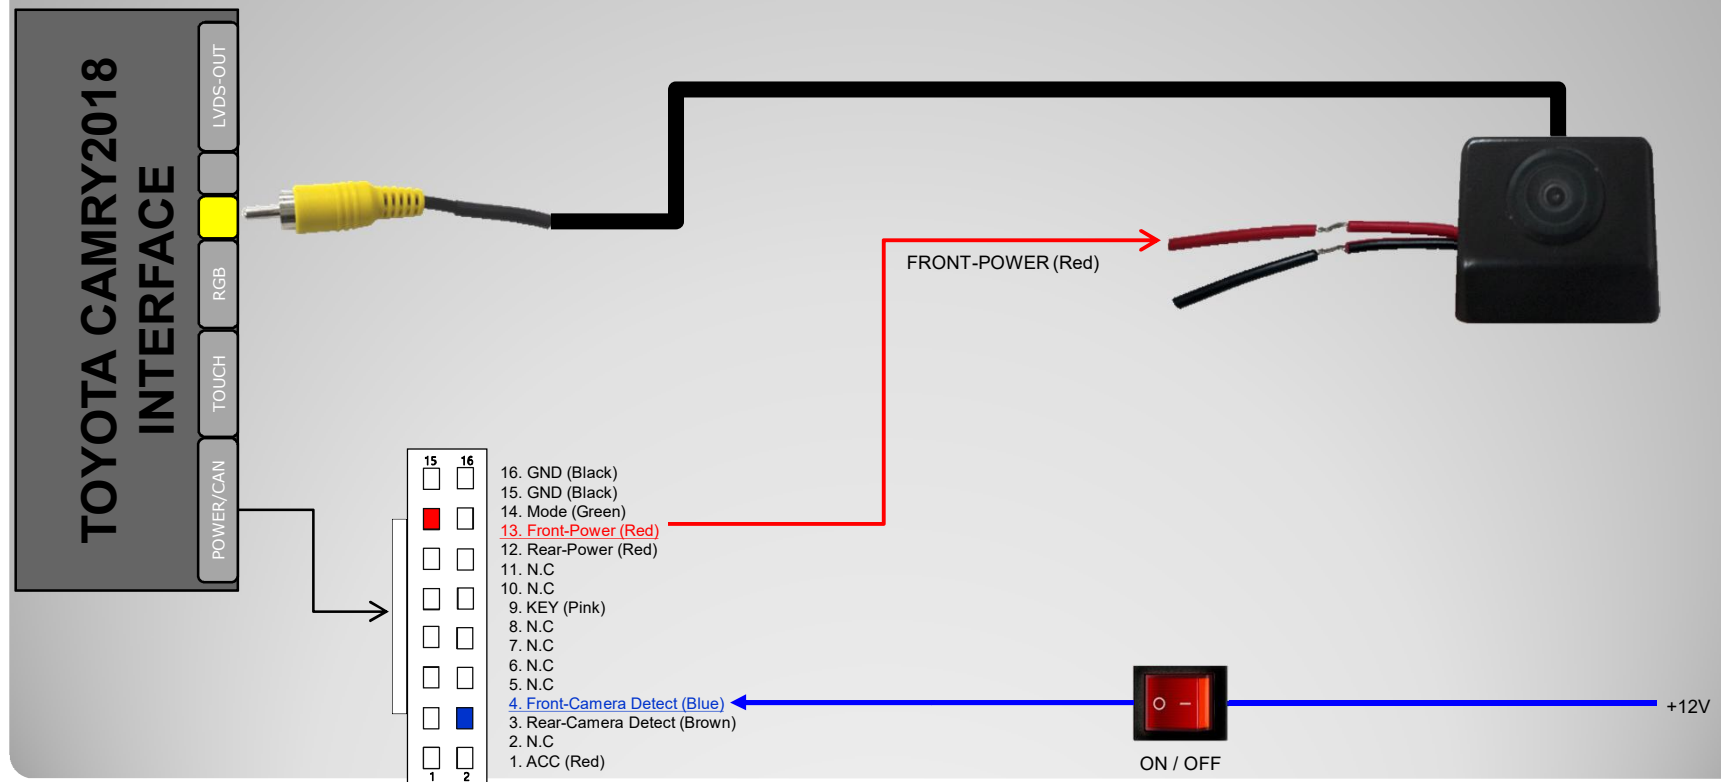 TOYOTA CAMRY2018
INTERFACE
LVDS-OUT
RGB
TOUCH
POWER/CAN
FRONT-POWER (Red)
15 16
16. GND (Black)
15. GND (Black)
14. Mode (Green)
13. Front-Power (Red)
12. Rear-Power (Red)
11. N.C
10. N.C
9. KEY (Pink)
8. N.C
7. N.C
6. N.C
5. N.C
4. Front-Camera Detect (Blue)
3. Rear-Camera Detect (Brown)
2. N.C
1. ACC (Red)
1 2
+12V
ON / OFF